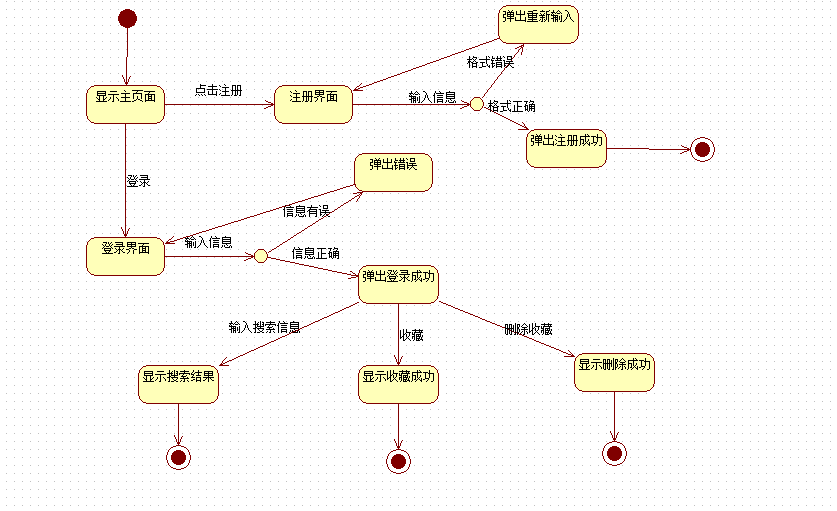 弹出重新输入
格式错误
点击注册
显示主页面
注册界面
输入信息
格式正确
弹出注册成功
弹出错误
登录
信息有误
登录界面
输入信息
信息正确
弹出登录成功
输入搜索信息
收藏
删除收藏
显示搜索结果
显示收藏成功
显示删除成功